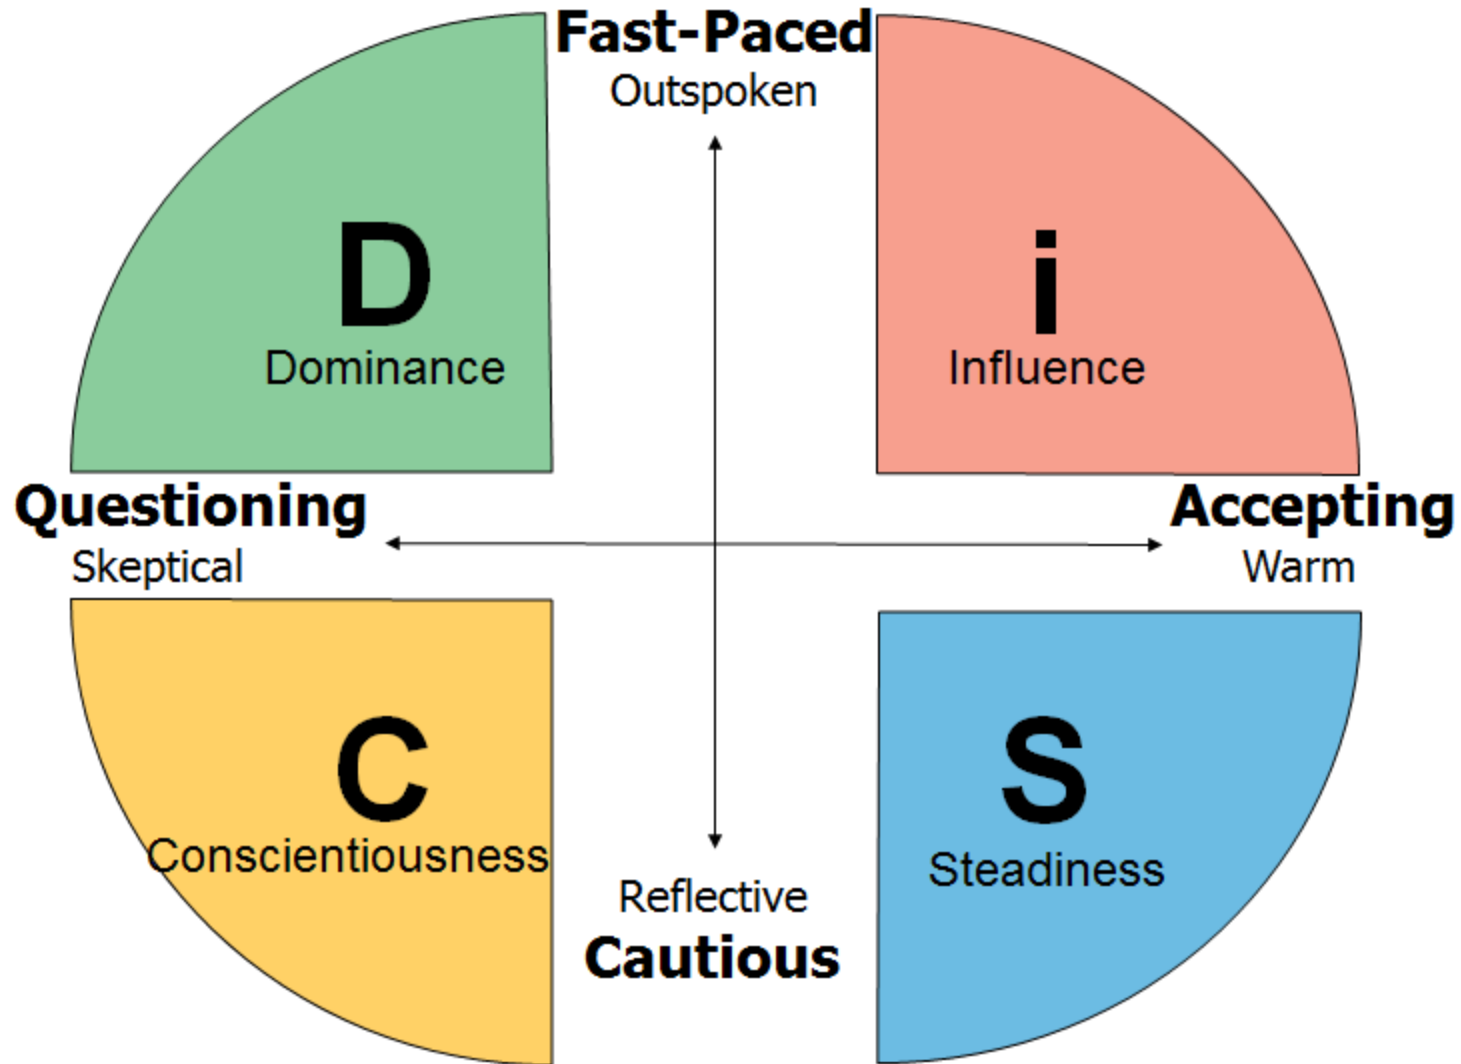 Fast-Paced
Outspoken
D
Dominance
i
Influence
Questioning
Skeptical
Accepting
Warm
C
Conscientiousness
S
Steadiness
Reflective
Cautious